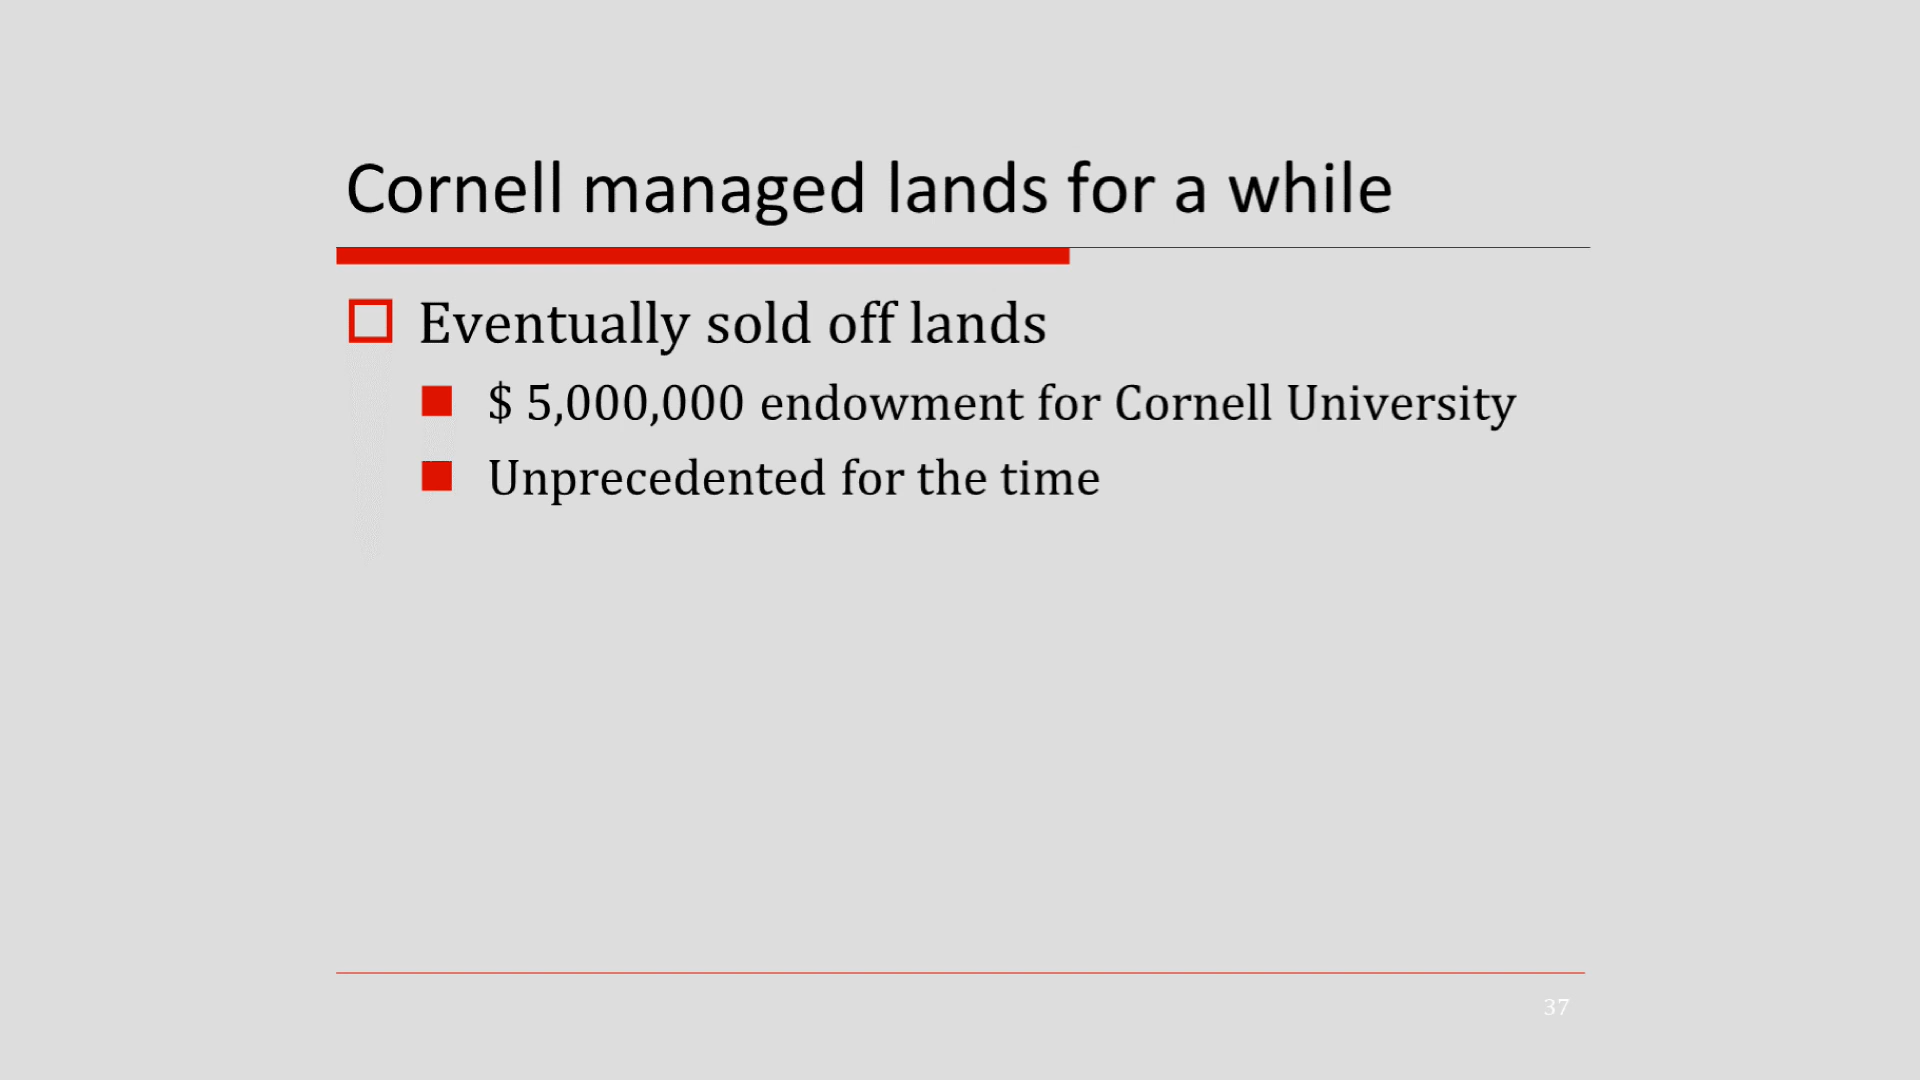 Cornell managed lands for a while
Eventually sold off lands
$ 5,000,000 endowment for Cornell University
Unprecedented for the time
37